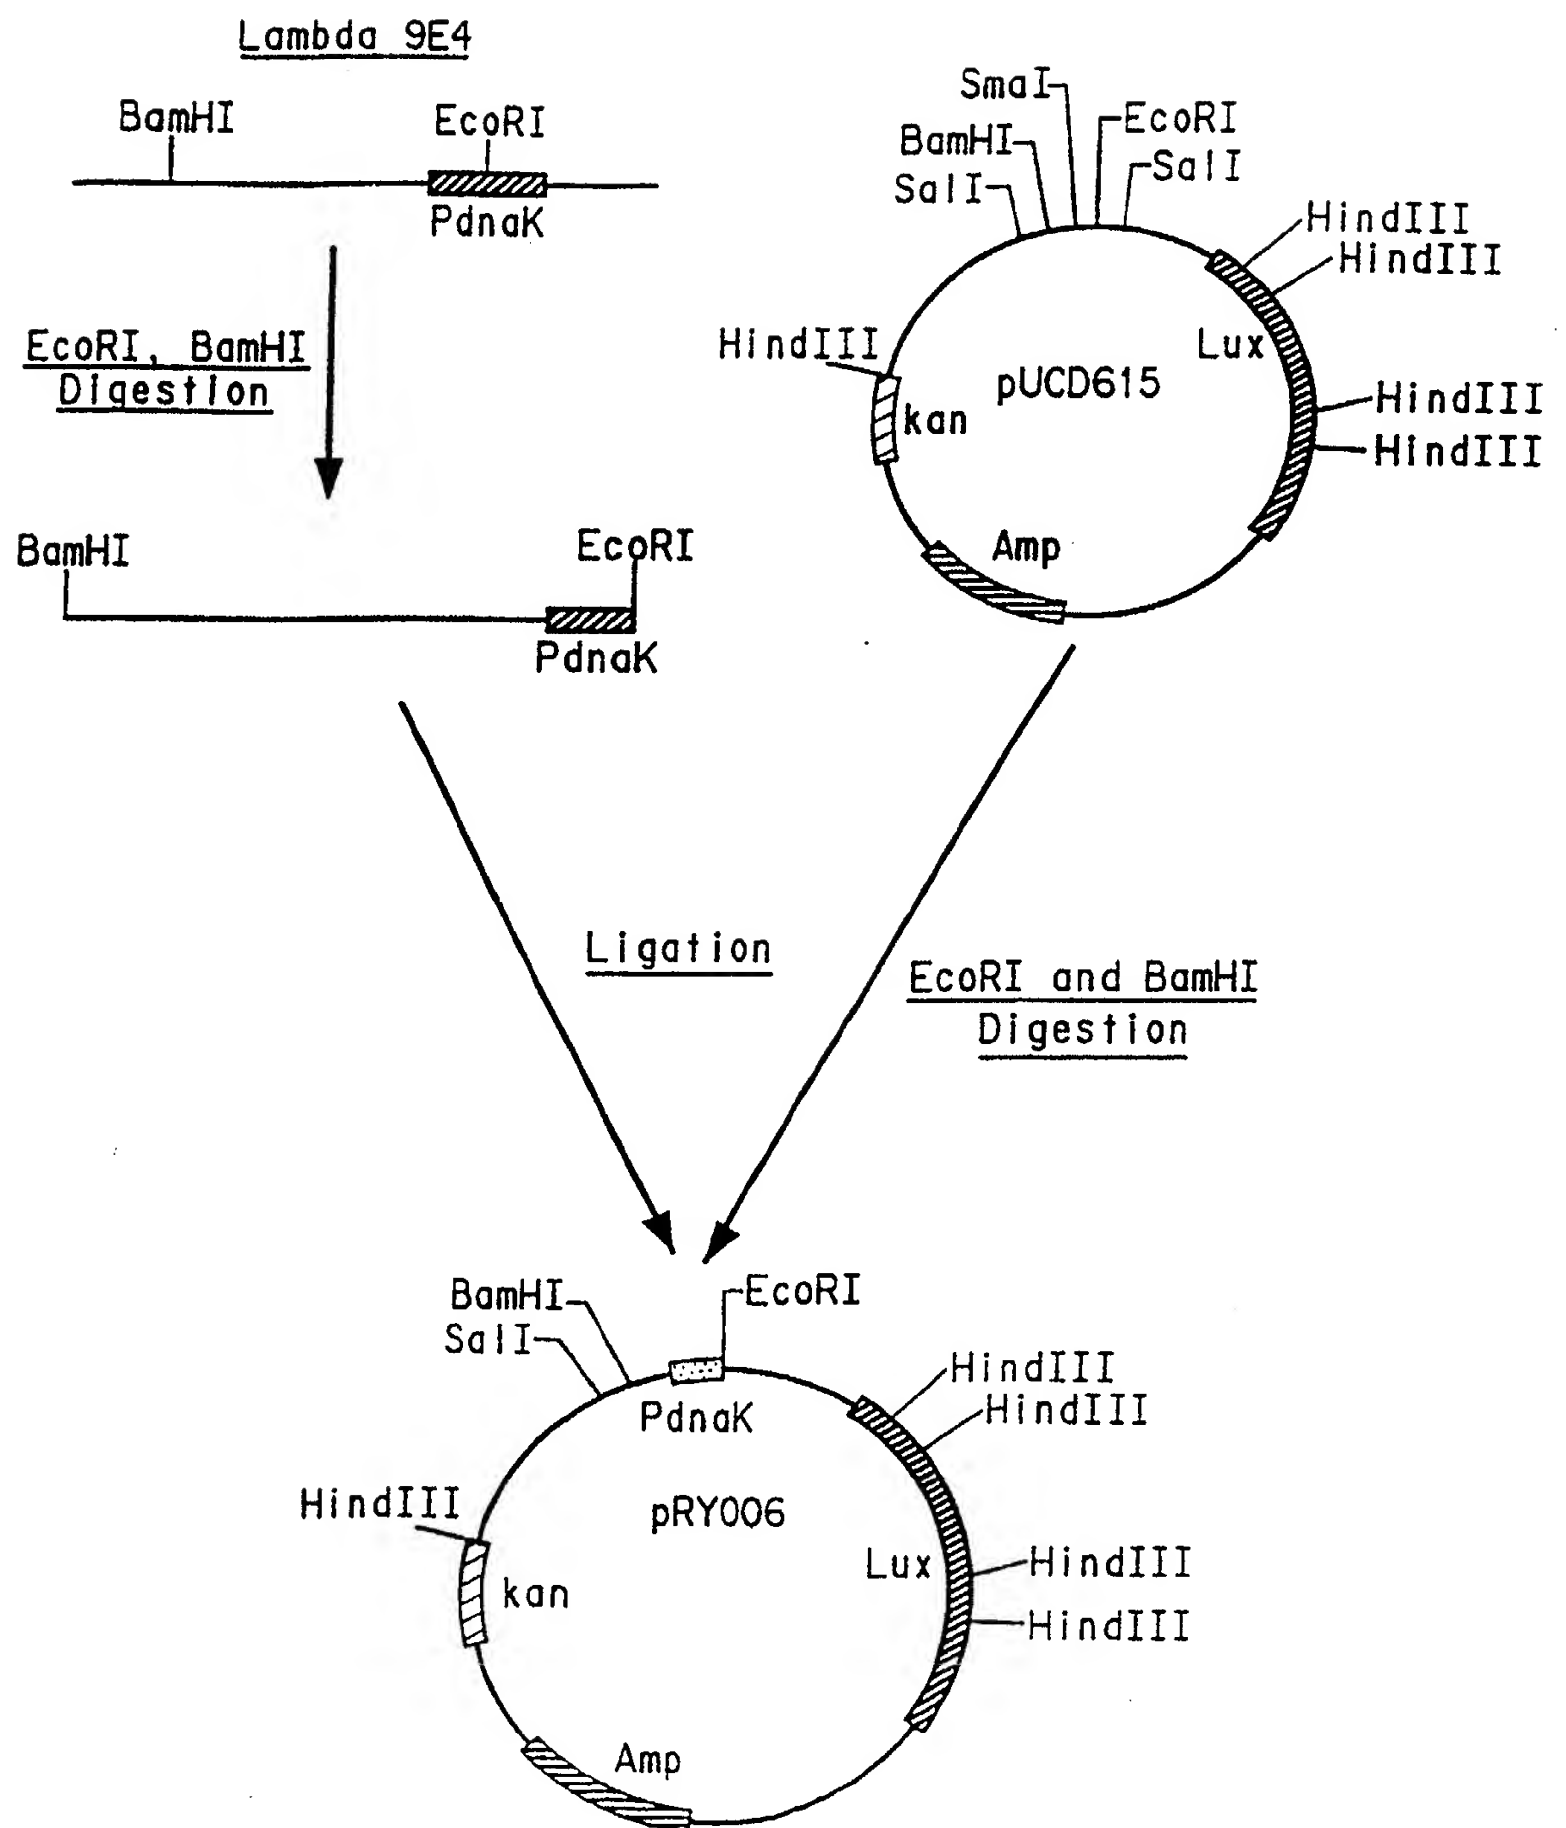 Lambda 9E4
BamHI
EcoRI
PdnaK
EcoRI, BamHI
Digestion
BamHI
EcoRI
PdnaK
SmaI
EcoRI
BamHI
SalI
SalI
HindIII
HindIII
HindIII
Lux
pUCD615
HindIII
kan
HindIII
Amp
Ligation
EcoRI and BamHI
Digestion
BamHI
EcoRI
SalI
HindIII
PdnaK
HindIII
HindIII
pRY006
Lux
HindIII
kan
HindIII
Amp